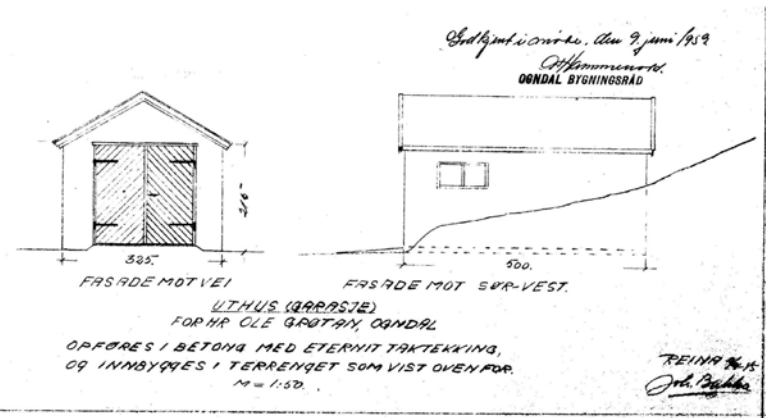 Godkjent i møte, den 9. juni 1959
OGNDAL BYGNINGSRÅD
216
325.
500.
FASADE MOT VEI
FASADE MOT SØR-VEST.
UTHUS (GARASJE)
FOR HR OLE GRØTAN, OGNDAL
OPFØRES I BETONG MED ETERNIT TAKTEKKING,
OG INNBYGGES I TERRENGET SOM VIST OVENFOR.
M = 1:50.
REINA